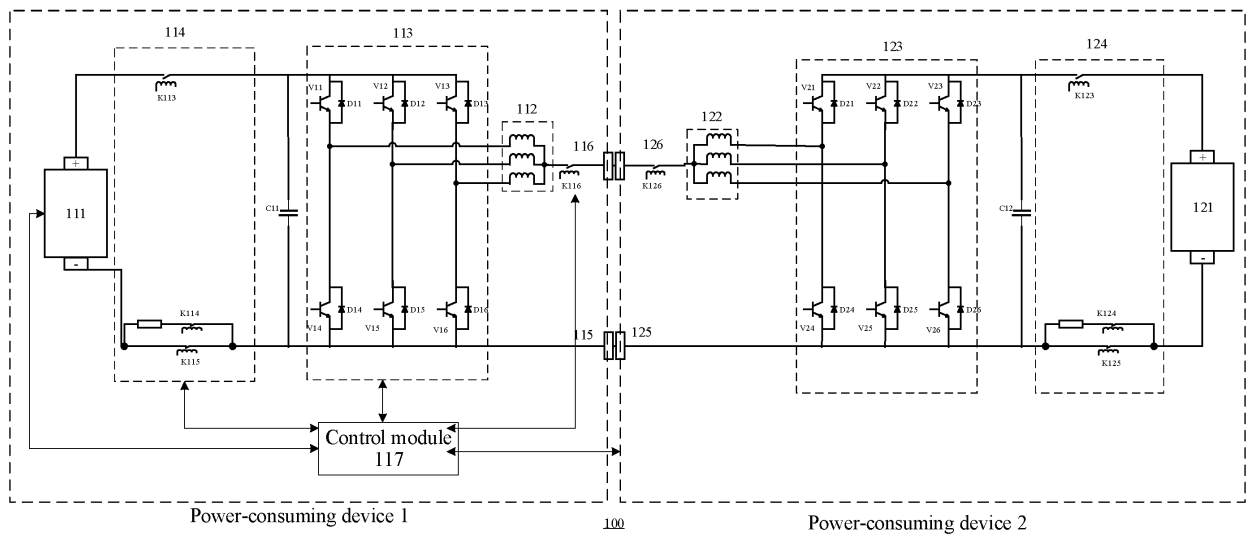 114
113
K113
V11
D11
V12
D12
V13
D13
112
116
K116
+
111
-
C11
K114
K115
V14
D14
V15
D15
V16
D16
115
Control module
117
Power-consuming device 1
100
123
124
V21
D21
V22
D22
V23
D23
K123
122
126
K126
+
121
-
C12
V24
D24
V25
D25
V26
D26
125
K124
K125
Power-consuming device 2